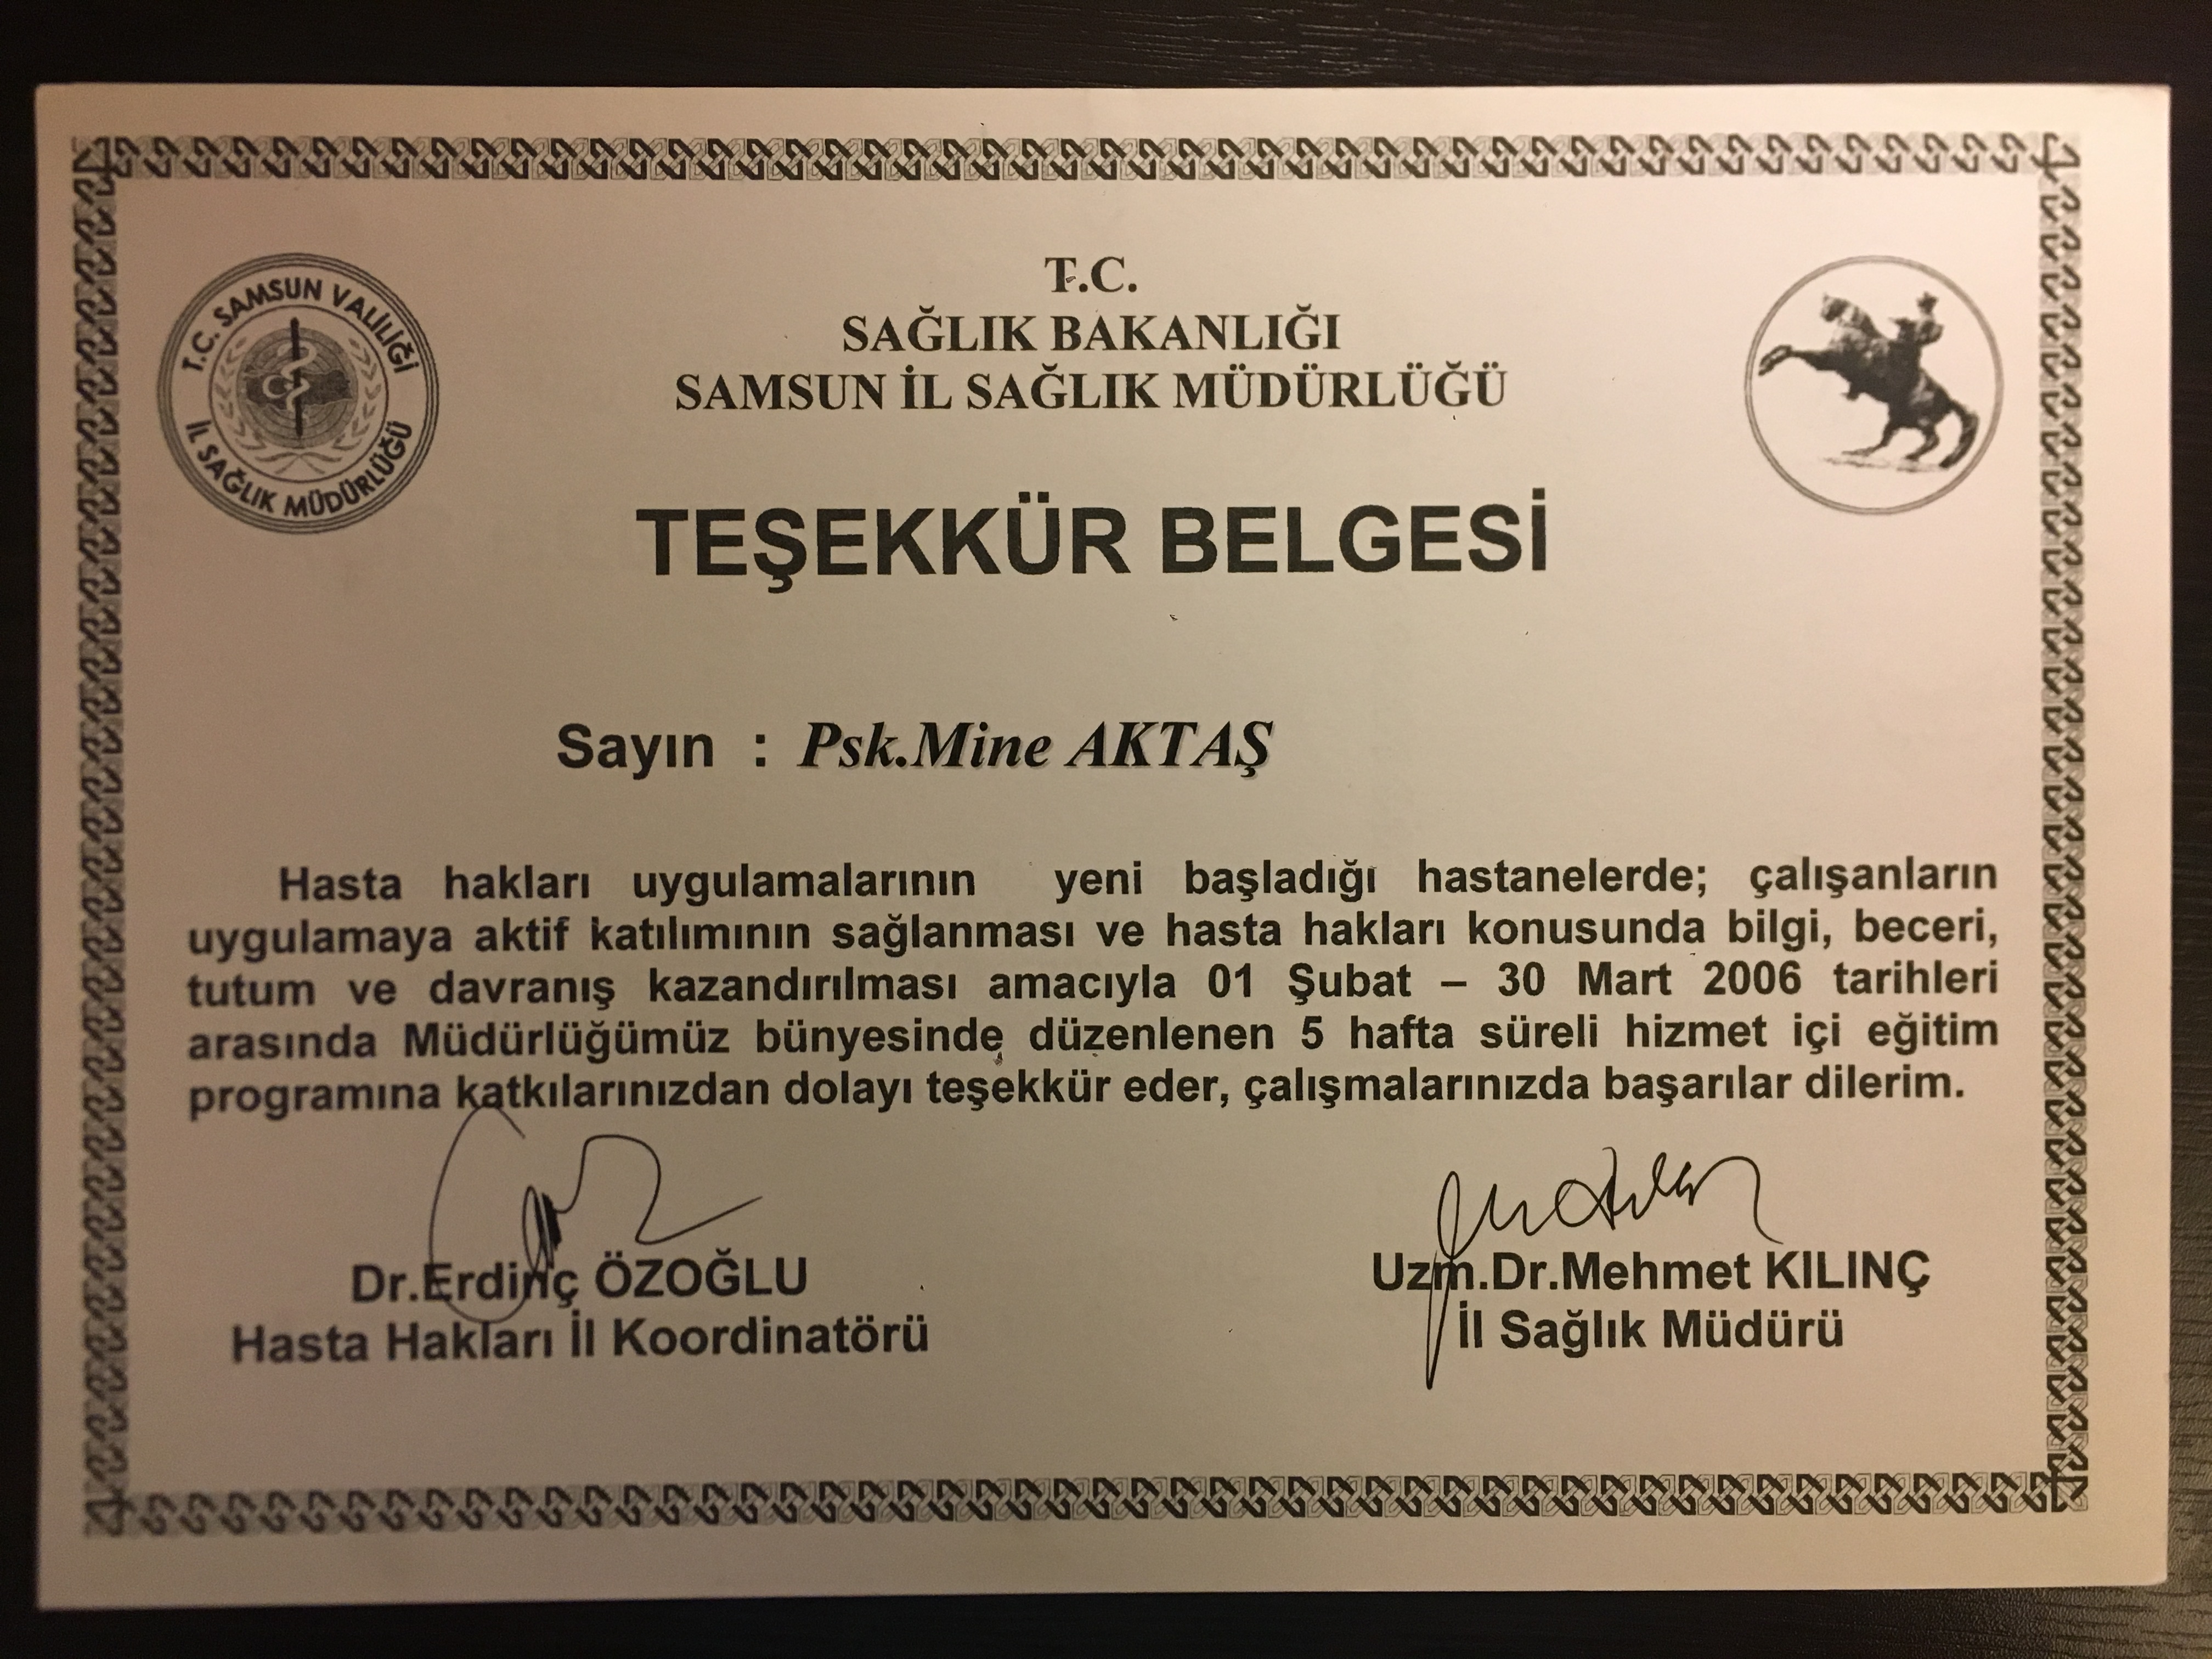 T.C. SAMSUN VALİLİĞİ
İL SAĞLIK MÜDÜRLÜĞÜ
T.C.
SAĞLIK BAKANLIĞI
SAMSUN İL SAĞLIK MÜDÜRLÜĞÜ
TEŞEKKÜR BELGESİ
Sayın : Psk.Mine AKTAŞ
Hasta hakları uygulamalarının yeni başladığı hastanelerde; çalışanların
uygulamaya aktif katılımının sağlanması ve hasta hakları konusunda bilgi, beceri,
tutum ve davranış kazandırılması amacıyla 01 Şubat – 30 Mart 2006 tarihleri
arasında Müdürlüğümüz bünyesinde düzenlenen 5 hafta süreli hizmet içi eğitim
programına katkılarınızdan dolayı teşekkür eder, çalışmalarınızda başarılar dilerim.
Dr.Erdinç ÖZOĞLU
Hasta Hakları İl Koordinatörü
Uzm.Dr.Mehmet KILINÇ
İl Sağlık Müdürü